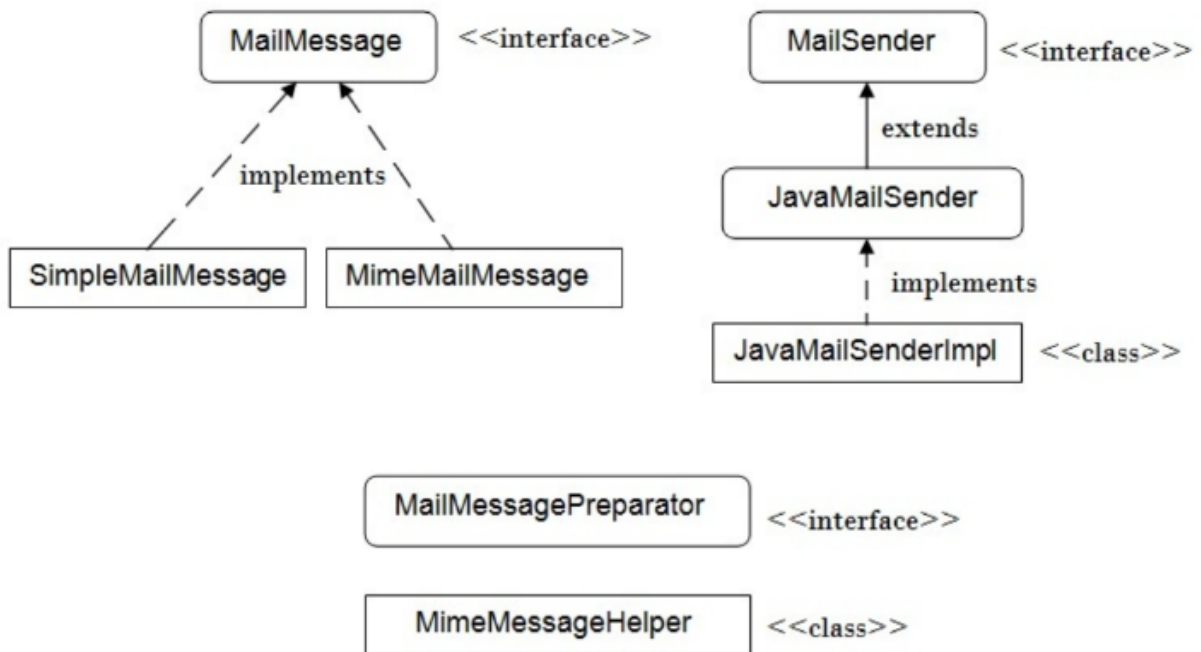 MailMessage <<interface>>
MailSender <<interface>>
extends
implements
JavaMailSender
SimpleMailMessage
MimeMailMessage
implements
JavaMailSenderImpl <<class>>
MailMessagePreparator <<interface>>
MimeMessageHelper <<class>>